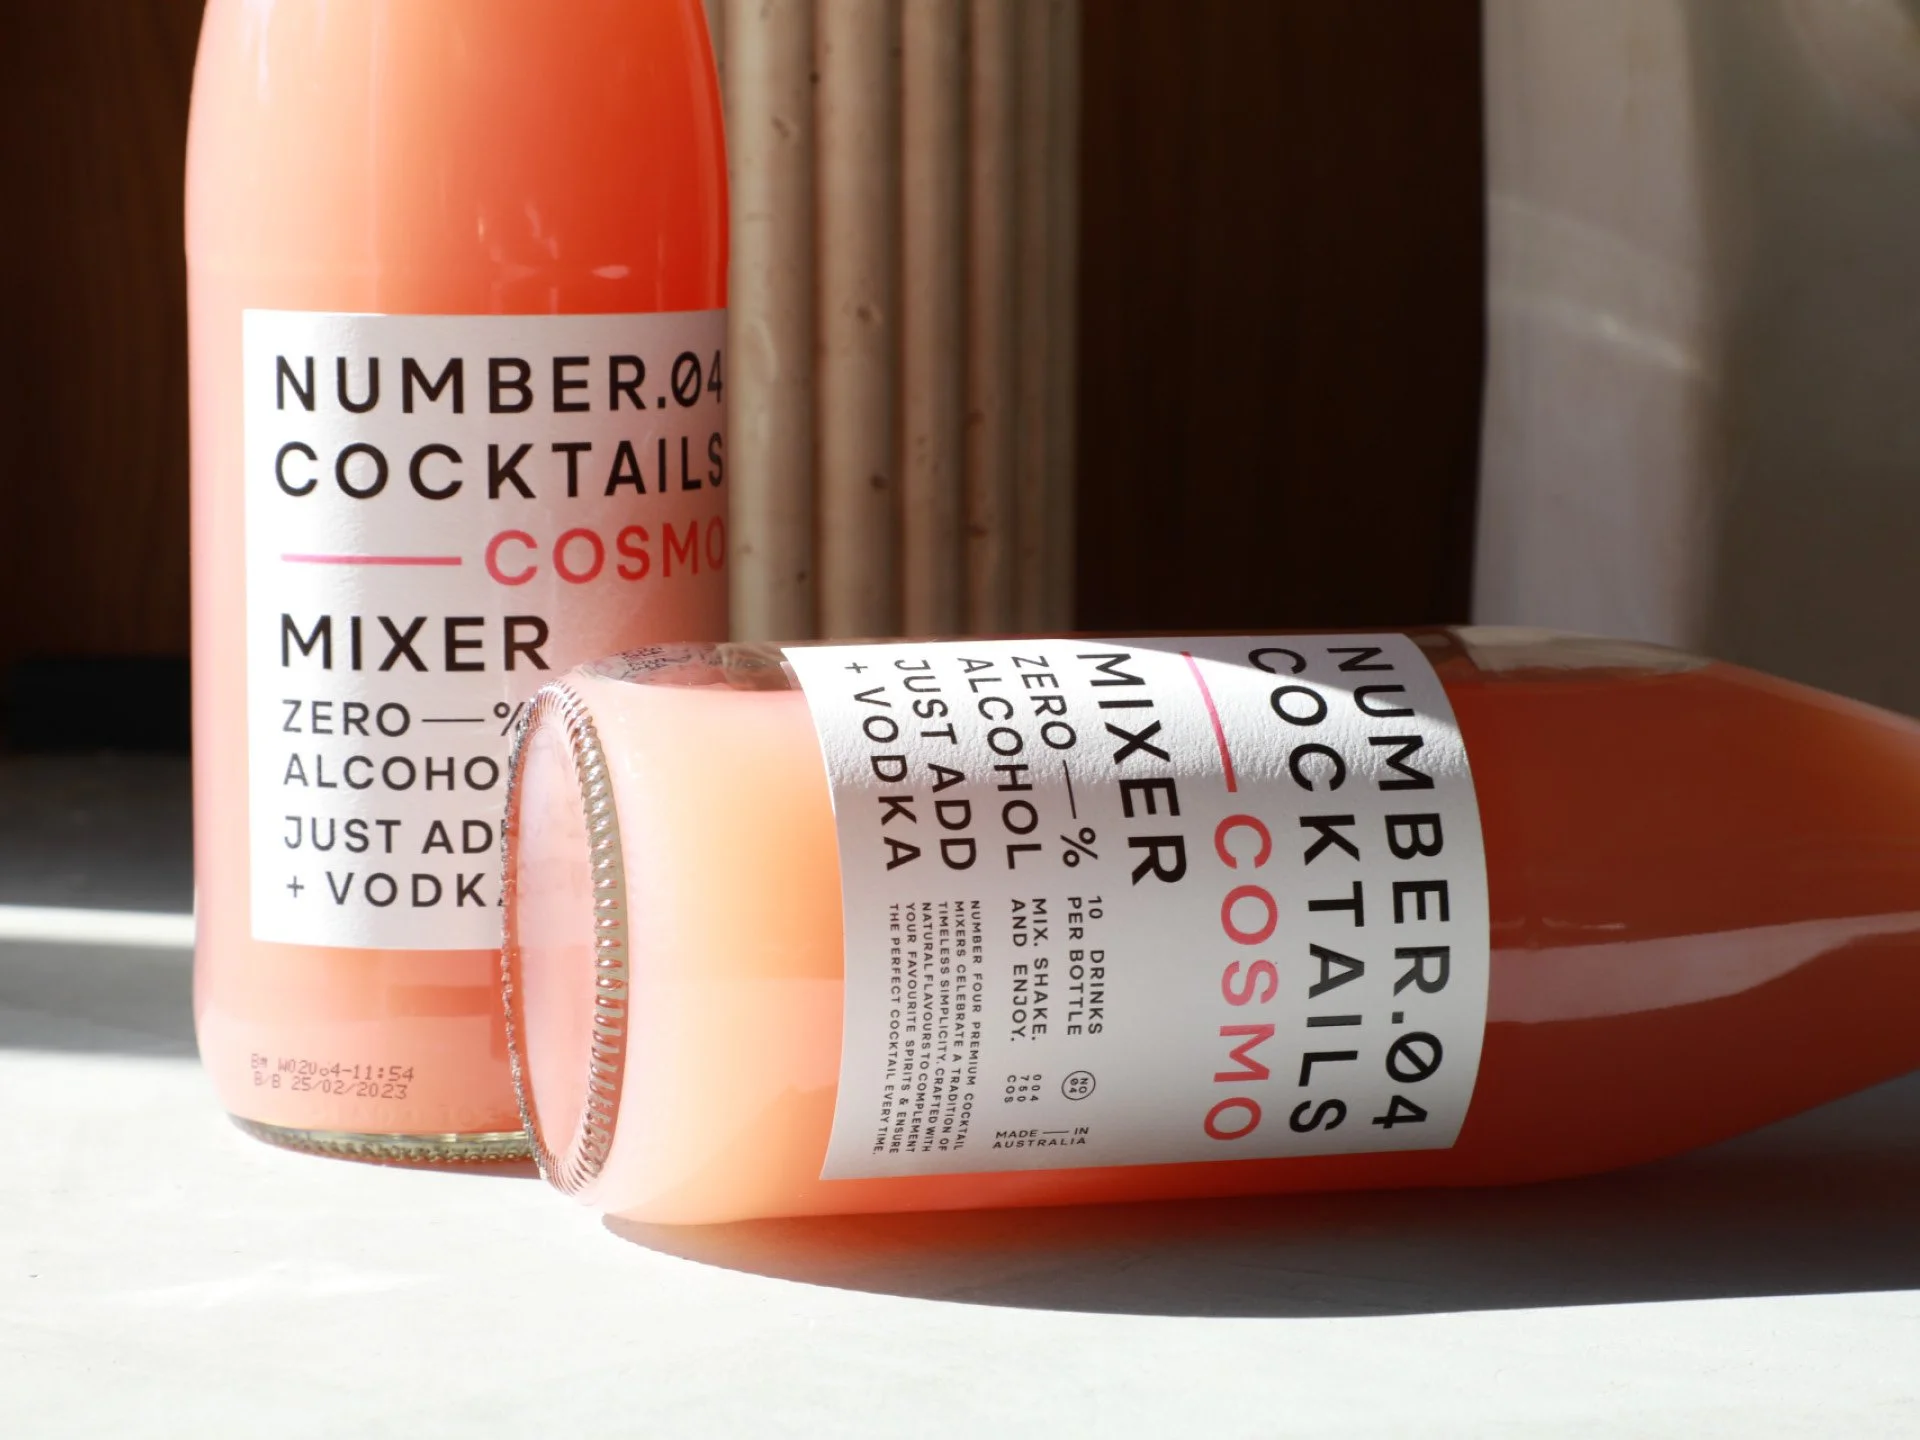 NUMBER.04
COCKTAILS
COSMO
MIXER
ZERO—%
ALCOHO
JUST AD
+ VODK
B/B 25/02/2023
NUMBER.04
COCKTAILS
—COSMO
MIXER
ZERO—%
ALCOHOL
JUST ADD
+ VODKA
10 DRINKS
PER BOTTLE
MIX. SHAKE.
AND ENJOY.
NUMBER FOUR PREMIUM COCKTAIL
MIXERS CELEBRATE A TRADITION OF
TIMELESS SIMPLICITY. CRAFTED WITH
NATURAL FLAVOURS TO COMPLEMENT
YOUR FAVOURITE SPIRITS & ENSURE
THE PERFECT COCKTAIL EVERY TIME.
NO
04
004
750
COS
MADE — IN
AUSTRALIA